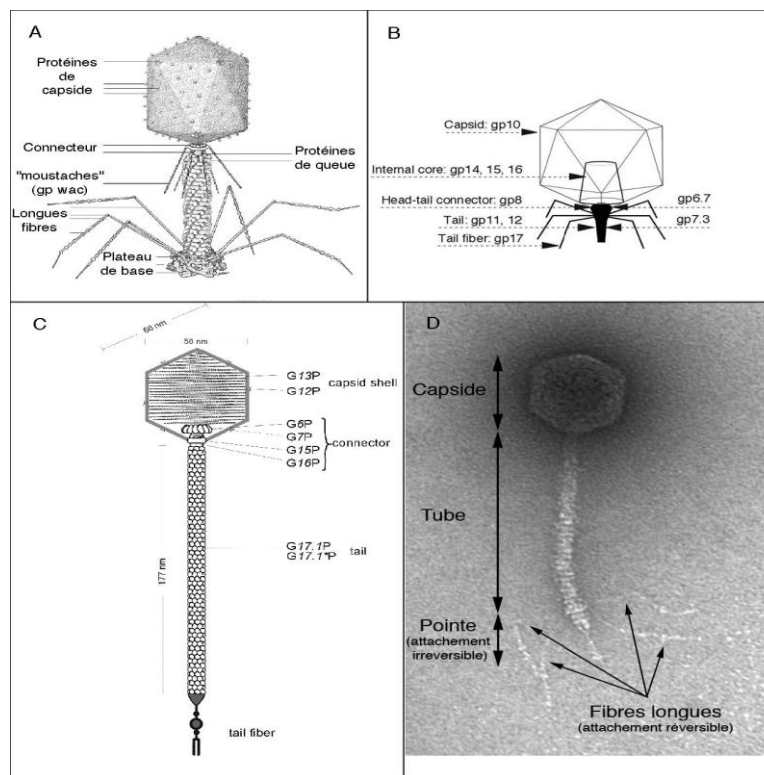 A
Protéines
de
capside
Connecteur
Protéines
de queue
"moustaches"
(gp wac)
Longues
fibres
Plateau
de base
B
Capsid: gp10
Internal core: gp14, 15, 16
Head-tail connector: gp8
gp6.7
Tail: gp11, 12
gp7.3
Tail fiber: gp17
C
50 nm
G13P
capsid shell
G12P
G6P
G7P
connector
G15P
G16P
G17.1P
tail
G17.1*P
177 nm
tail fiber
D
Capside
Tube
Pointe
(attachement
irreversible)
Fibres longues
(attachement réversible)